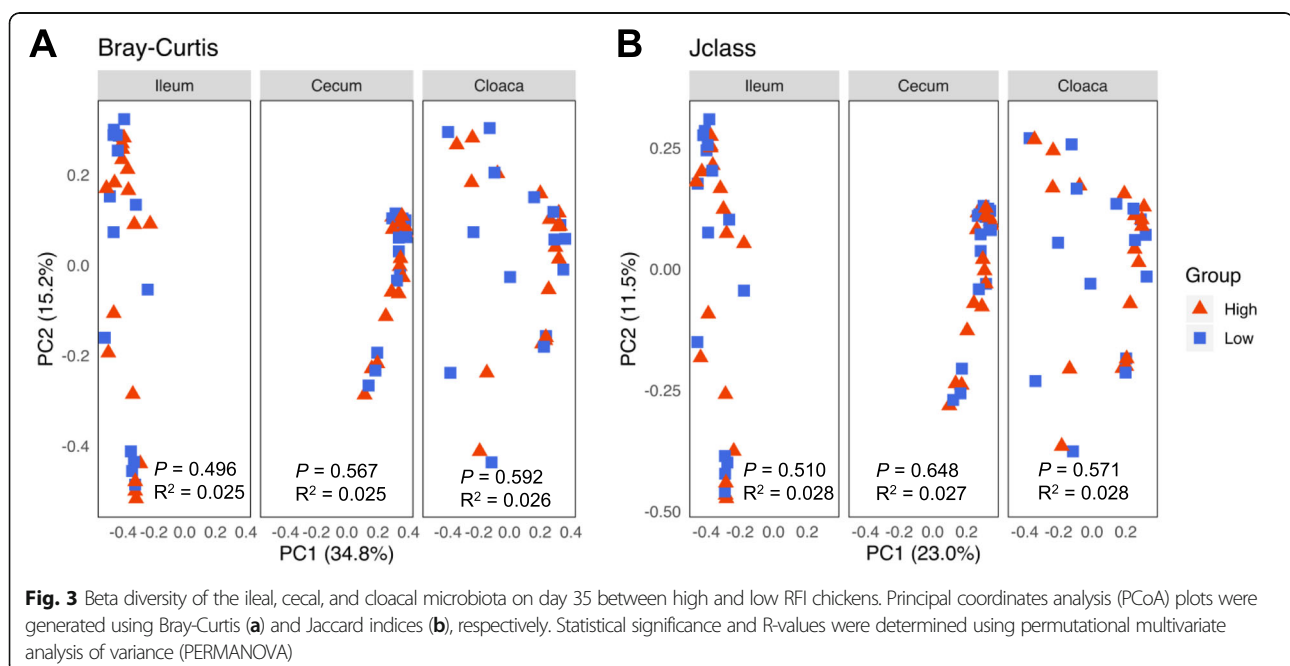 A
Bray-Curtis
Ileum
Cecum
Cloaca
PC2 (15.2%)
0.2
0.0
-0.2
-0.4
P = 0.496
R² = 0.025
P = 0.567
R² = 0.025
P = 0.592
R² = 0.026
-0.4 -0.2 0.0 0.2 0.4
-0.4 -0.2 0.0 0.2 0.4
-0.4 -0.2 0.0 0.2 0.4
PC1 (34.8%)
B
Jclass
Ileum
Cecum
Cloaca
PC2 (11.5%)
0.25
0.00
-0.25
-0.50
P = 0.510
R² = 0.028
P = 0.648
R² = 0.027
P = 0.571
R² = 0.028
-0.4 -0.2 0.0 0.2
-0.4 -0.2 0.0 0.2
-0.4 -0.2 0.0 0.2
PC1 (23.0%)
Group
High
Low
Fig. 3 Beta diversity of the ileal, cecal, and cloacal microbiota on day 35 between high and low RFI chickens. Principal coordinates analysis (PCoA) plots were
generated using Bray-Curtis (a) and Jaccard indices (b), respectively. Statistical significance and R-values were determined using permutational multivariate
analysis of variance (PERMANOVA)